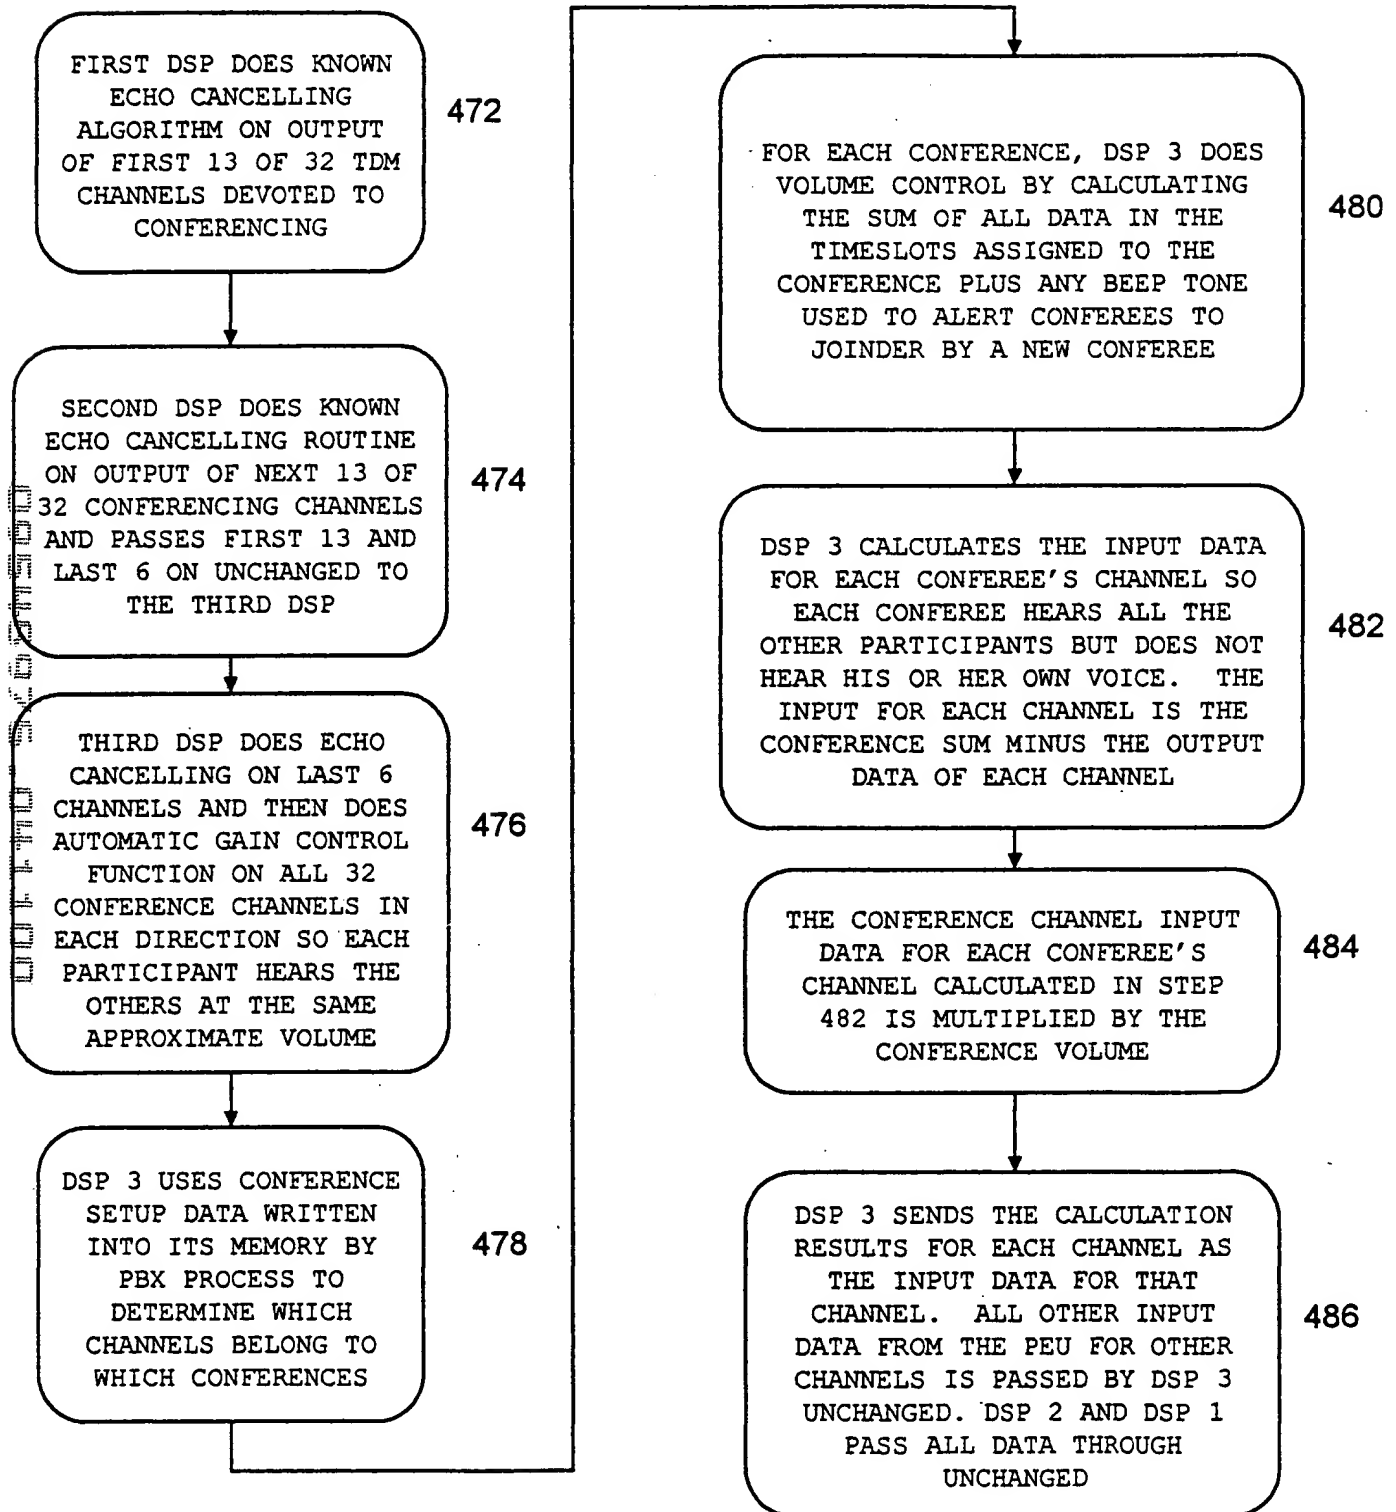 FIRST DSP DOES KNOWN
ECHO CANCELLING
ALGORITHM ON OUTPUT
OF FIRST 13 OF 32 TDM
CHANNELS DEVOTED TO
CONFERENCING
472
SECOND DSP DOES KNOWN
ECHO CANCELLING ROUTINE
ON OUTPUT OF NEXT 13 OF
32 CONFERENCING CHANNELS
AND PASSES FIRST 13 AND
LAST 6 ON UNCHANGED TO
THE THIRD DSP
474
THIRD DSP DOES ECHO
CANCELLING ON LAST 6
CHANNELS AND THEN DOES
AUTOMATIC GAIN CONTROL
FUNCTION ON ALL 32
CONFERENCE CHANNELS IN
EACH DIRECTION SO EACH
PARTICIPANT HEARS THE
OTHERS AT THE SAME
APPROXIMATE VOLUME
476
DSP 3 USES CONFERENCE
SETUP DATA WRITTEN
INTO ITS MEMORY BY
PBX PROCESS TO
DETERMINE WHICH
CHANNELS BELONG TO
WHICH CONFERENCES
478
FOR EACH CONFERENCE, DSP 3 DOES
VOLUME CONTROL BY CALCULATING
THE SUM OF ALL DATA IN THE
TIMESLOTS ASSIGNED TO THE
CONFERENCE PLUS ANY BEEP TONE
USED TO ALERT CONFEREES TO
JOINDER BY A NEW CONFEREE
480
DSP 3 CALCULATES THE INPUT DATA
FOR EACH CONFEREE'S CHANNEL SO
EACH CONFEREE HEARS ALL THE
OTHER PARTICIPANTS BUT DOES NOT
HEAR HIS OR HER OWN VOICE. THE
INPUT FOR EACH CHANNEL IS THE
CONFERENCE SUM MINUS THE OUTPUT
DATA OF EACH CHANNEL
482
THE CONFERENCE CHANNEL INPUT
DATA FOR EACH CONFEREE'S
CHANNEL CALCULATED IN STEP
482 IS MULTIPLIED BY THE
CONFERENCE VOLUME
484
DSP 3 SENDS THE CALCULATION
RESULTS FOR EACH CHANNEL AS
THE INPUT DATA FOR THAT
CHANNEL. ALL OTHER INPUT
DATA FROM THE PEU FOR OTHER
CHANNELS IS PASSED BY DSP 3
UNCHANGED. DSP 2 AND DSP 1
PASS ALL DATA THROUGH
UNCHANGED
486